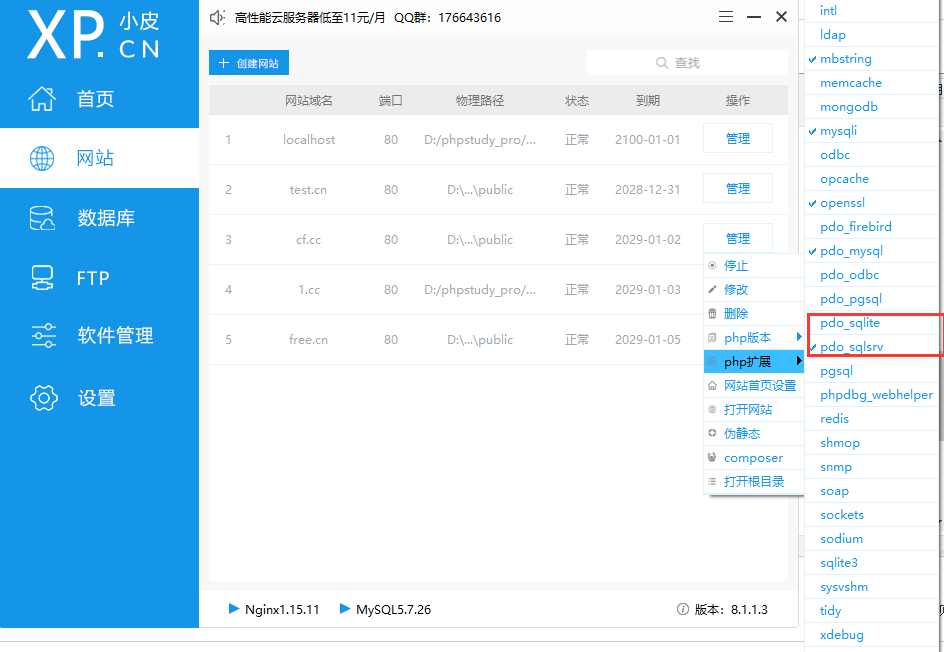 XP.CN 小皮
高性能云服务器低至11元/月 QQ群：176643616
首页
网站
数据库
FTP
软件管理
设置
创建网站
查找
网站域名 端口 物理路径 状态 到期 操作
1 localhost 80 D:/phpstudy_pro/... 正常 2100-01-01 管理
2 test.cn 80 D:\...\public 正常 2028-12-31 管理
3 cf.cc 80 D:\...\public 正常 2029-01-02 管理
4 1.cc 80 D:/phpstudy_pro/... 正常 2029-01-03
5 free.cn 80 D:\...\public 正常 2029-01-05
停止
修改
删除
php版本
php扩展
网站首页设置
打开网站
伪静态
composer
打开根目录
intl
ldap
mbstring
memcache
mongodb
mysqli
odbc
opcache
openssl
pdo_firebird
pdo_mysql
pdo_odbc
pdo_pgsql
pdo_sqlite
pdo_sqlsrv
pgsql
phpdbg_webhelper
redis
shmop
snmp
soap
sockets
sodium
sqlite3
sysvshm
tidy
xdebug
Nginx1.15.11 MySQL5.7.26 版本：8.1.1.3